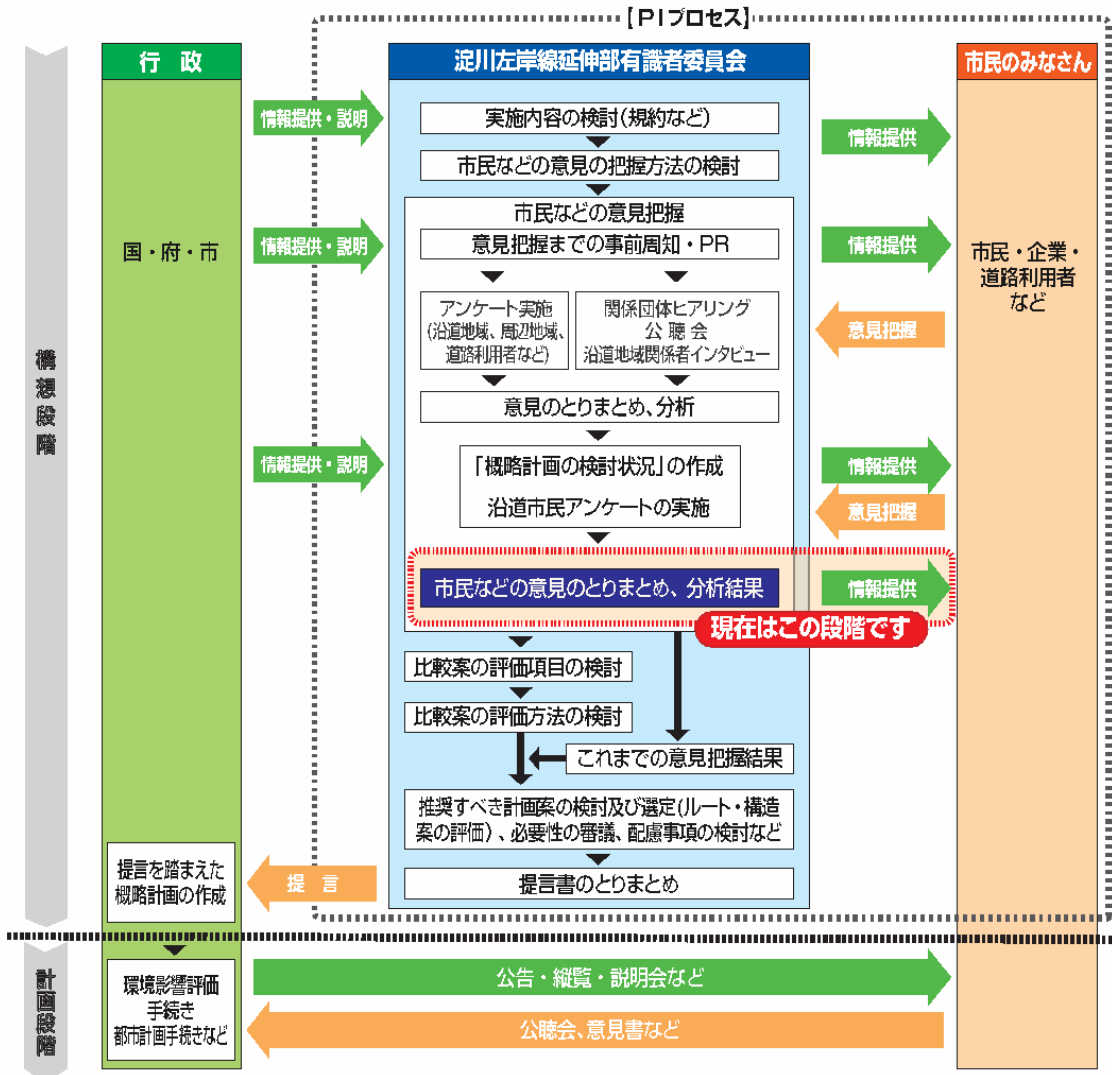 【PIプロセス】
行　政
淀川左岸線延伸部有識者委員会
市民のみなさん
構想段階
国・府・市
情報提供・説明
実施内容の検討(規約など)
情報提供
市民などの意見の把握方法の検討
市民などの意見把握
情報提供・説明
意見把握までの事前周知・PR
情報提供
市民・企業・
道路利用者
など
アンケート実施
(沿道地域、周辺地域、
道路利用者など)
関係団体ヒアリング
公 聴 会
沿道地域関係者インタビュー
意見把握
意見のとりまとめ、分析
情報提供・説明
「概略計画の検討状況」の作成
沿道市民アンケートの実施
情報提供
意見把握
市民などの意見のとりまとめ、分析結果
情報提供
現在はこの段階です
比較案の評価項目の検討
比較案の評価方法の検討
これまでの意見把握結果
推奨すべき計画案の検討及び選定(ルート・構造
案の評価)、必要性の審議、配慮事項の検討など
提言書のとりまとめ
提　言
提言を踏まえた
概略計画の作成
計画段階
環境影響評価
手続き
都市計画手続きなど
公告・縦覧・説明会など
公聴会、意見書など